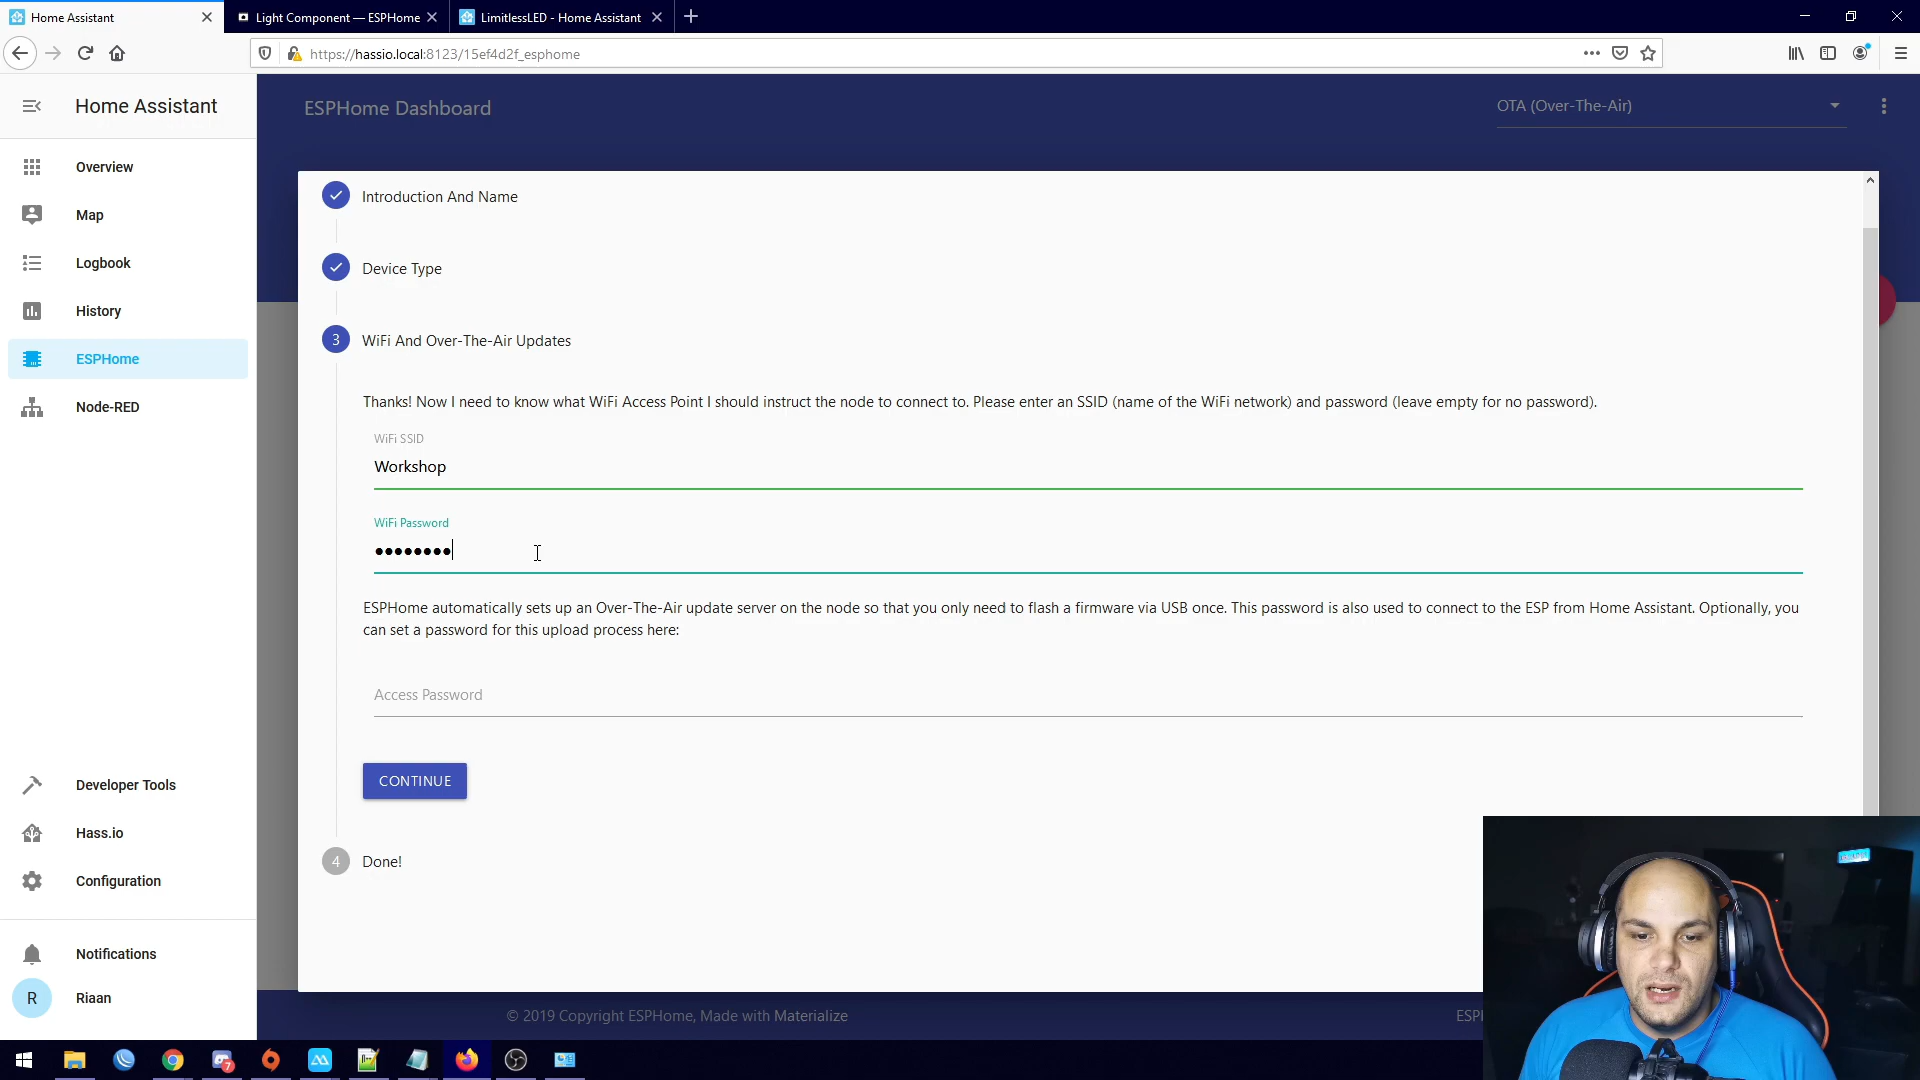 Home Assistant
Light Component — ESPHome
LimitlessLED - Home Assistant
https://hassio.local:8123/15ef4d2f_esphome
Home Assistant
ESPHome Dashboard
OTA (Over-The-Air)
Overview
Map
Logbook
History
ESPHome
Node-RED
Developer Tools
Hass.io
Configuration
Notifications
R
Riaan
Introduction And Name
Device Type
3
WiFi And Over-The-Air Updates
Thanks! Now I need to know what WiFi Access Point I should instruct the node to connect to. Please enter an SSID (name of the WiFi network) and password (leave empty for no password).
WiFi SSID
Workshop
WiFi Password
••••••••
ESPHome automatically sets up an Over-The-Air update server on the node so that you only need to flash a firmware via USB once. This password is also used to connect to the ESP from Home Assistant. Optionally, you
can set a password for this upload process here:
Access Password
CONTINUE
4
Done!
© 2019 Copyright ESPHome, Made with Materialize
ESPH
7